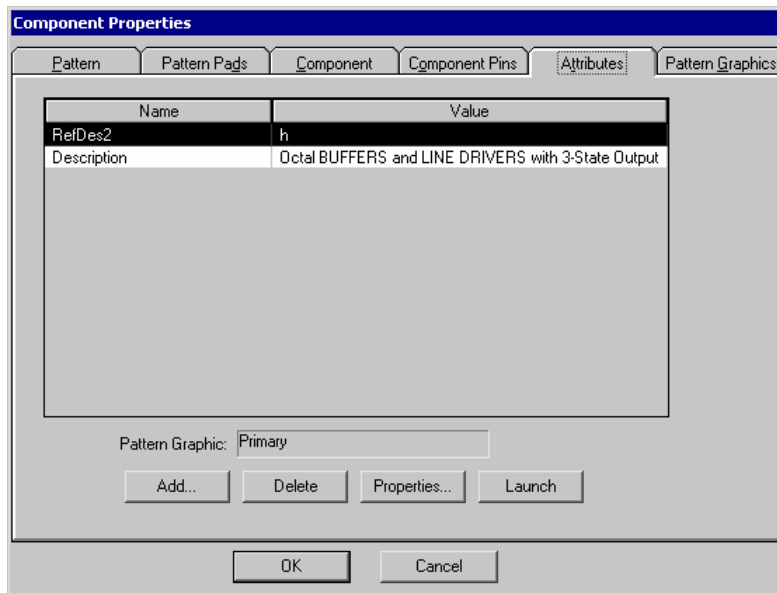 Component Properties
Pattern Pattern Pads Component Component Pins Attributes Pattern Graphics
Name Value
RefDes2 h
Description Octal BUFFERS and LINE DRIVERS with 3-State Output
Pattern Graphic: Primary
Add... Delete Properties... Launch
OK Cancel